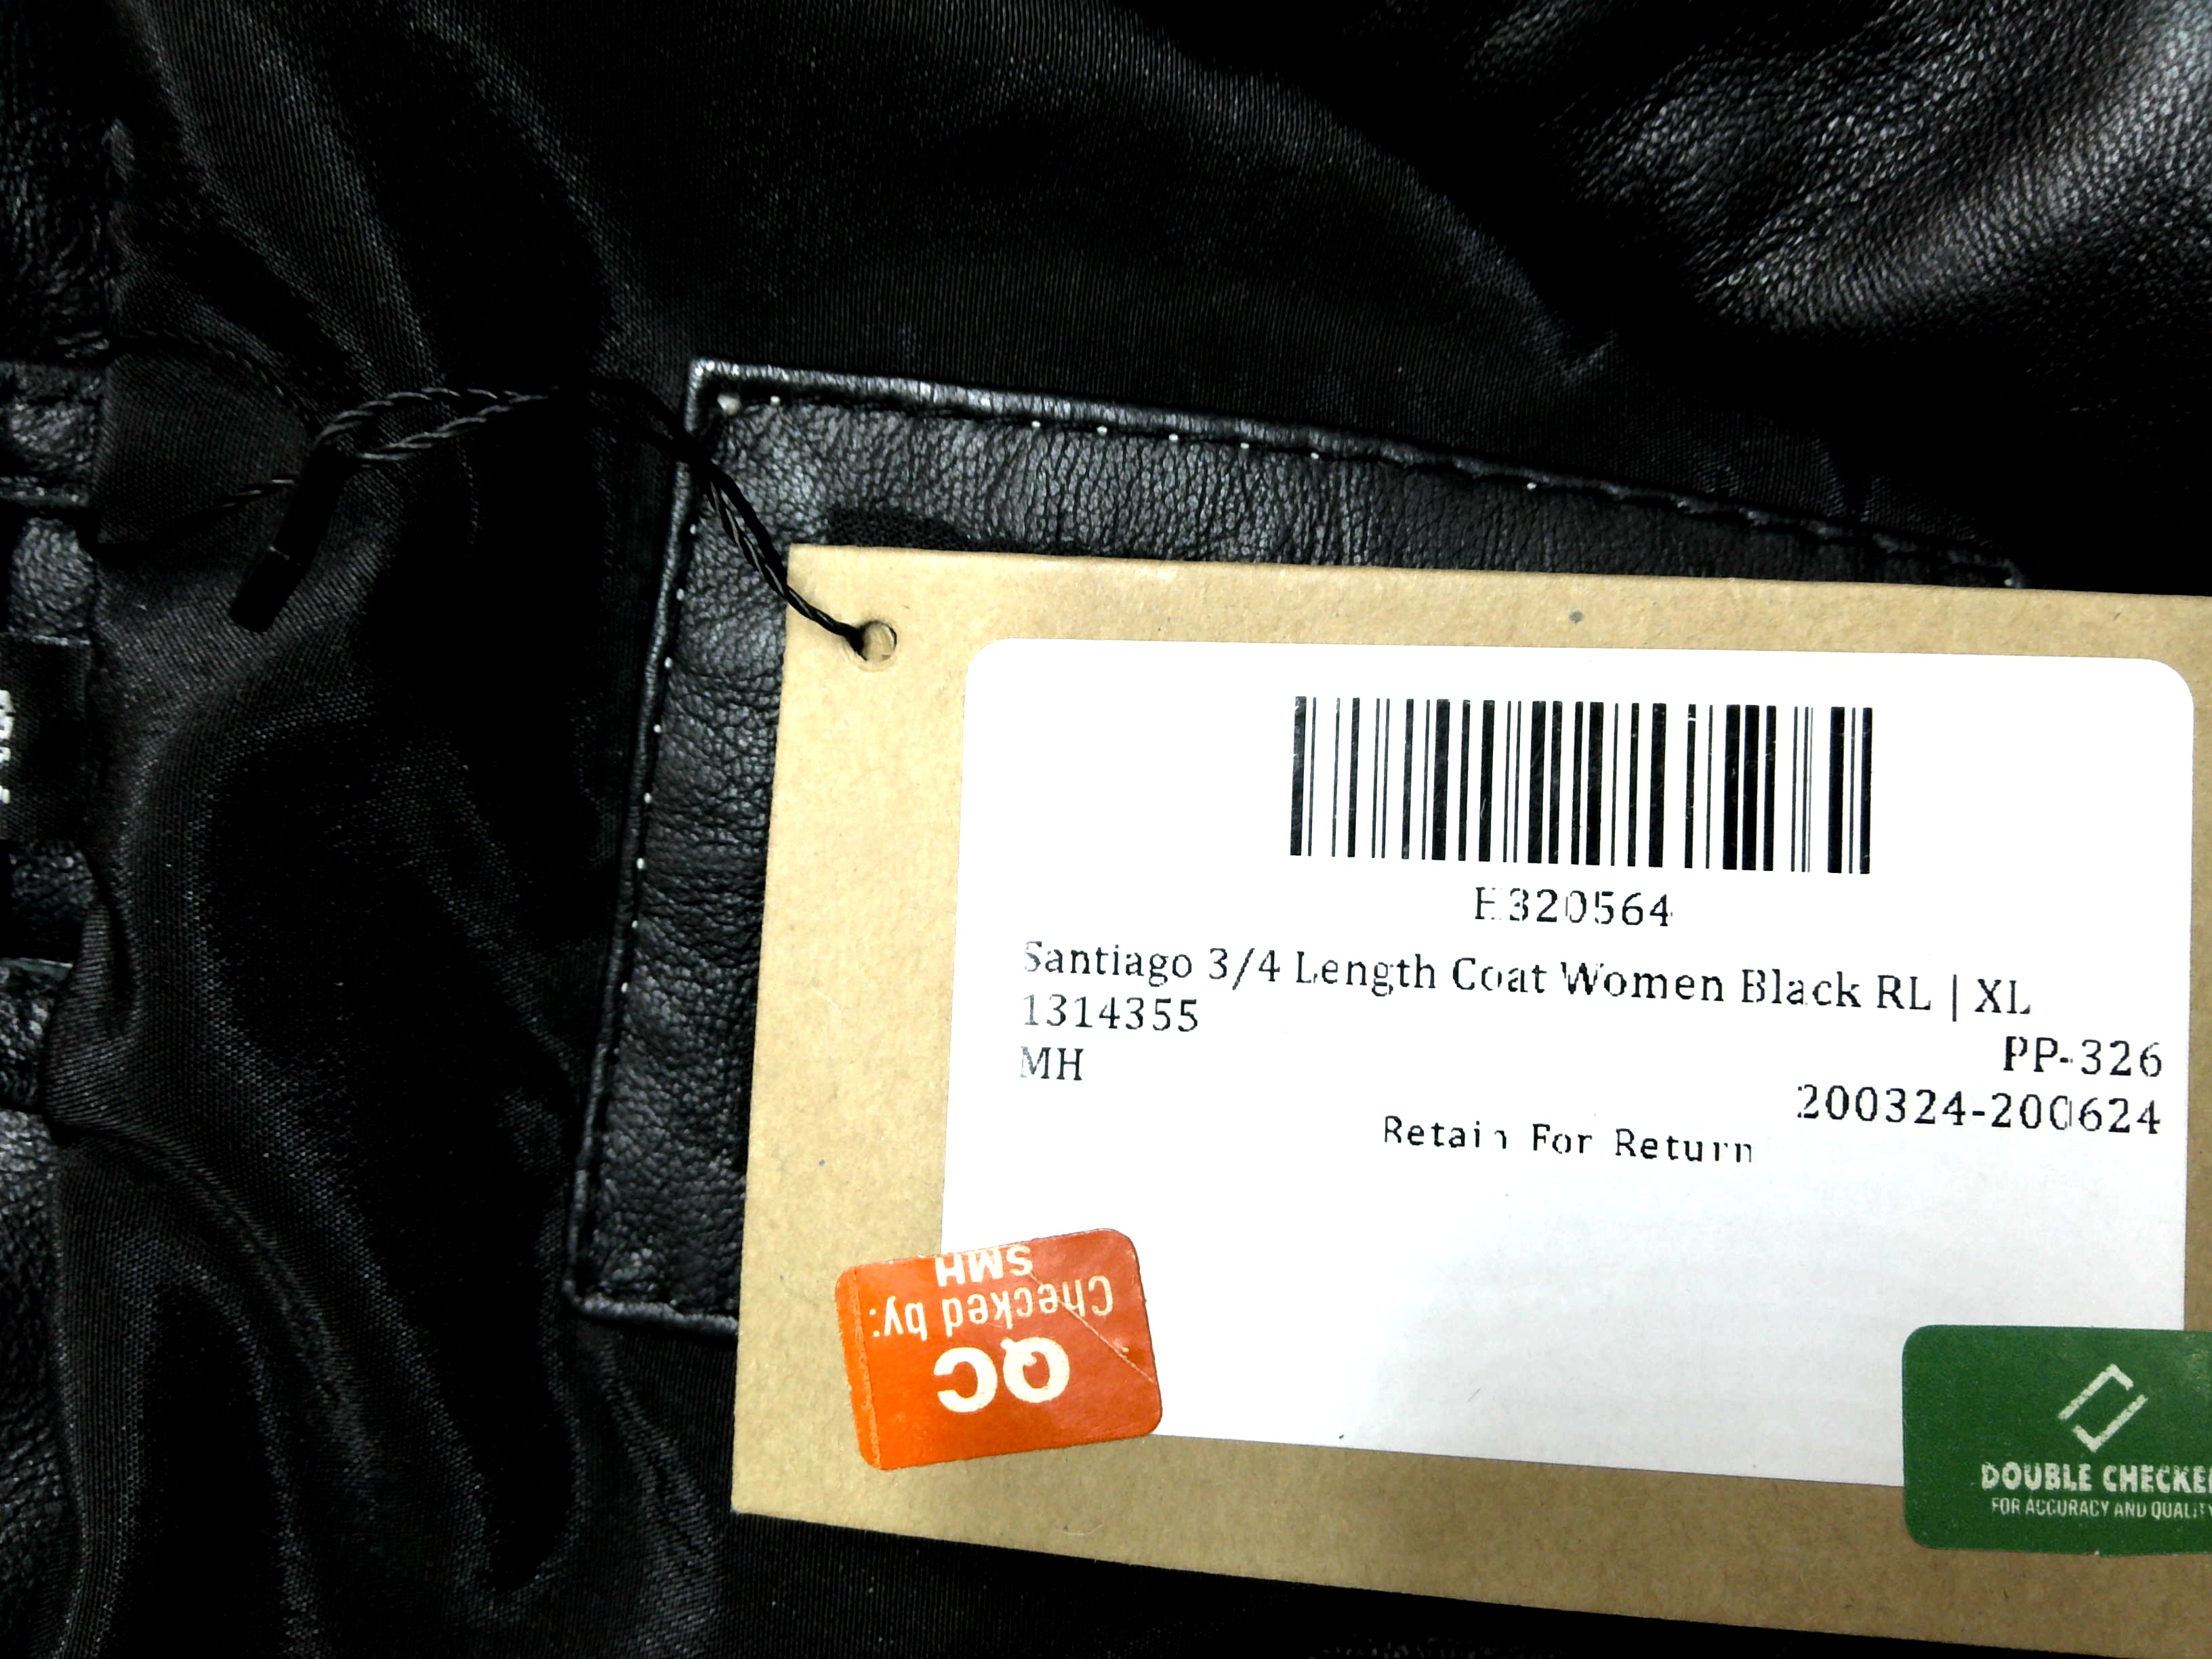 H320564
Santiago 3/4 Length Coat Women Black RL | XL
1314355
PP-326
MH
200324-200624
Retain For Return
QC
Checked by:
SMH
DOUBLE CHECKED
FOR ACCURACY AND QUALITY